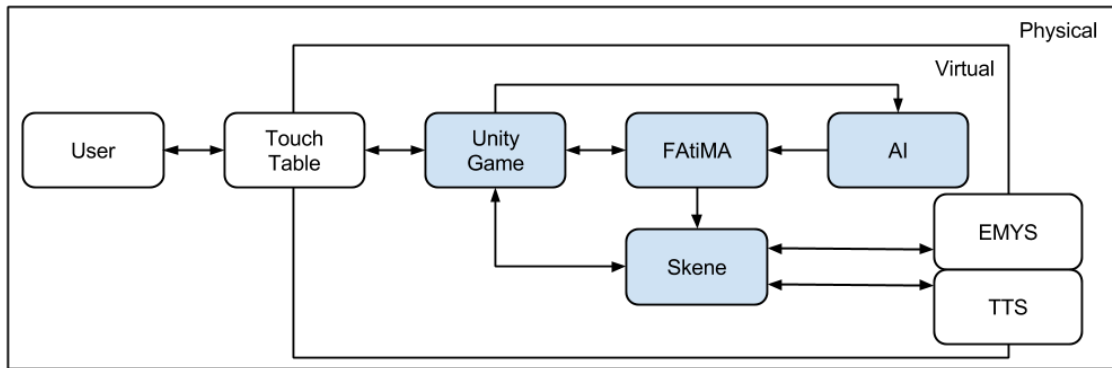 Physical
Virtual
User
Touch
Table
Unity
Game
FAtiMA
AI
EMYS
Skene
TTS